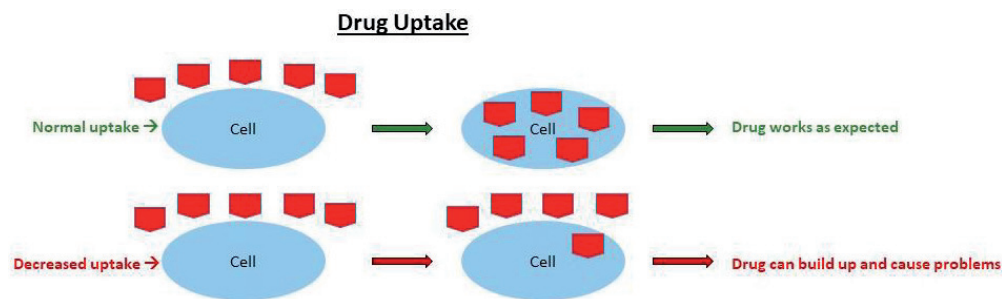 Drug Uptake
Normal uptake →
Cell
Cell
Drug works as expected
Decreased uptake →
Cell
Cell
Drug can build up and cause problems